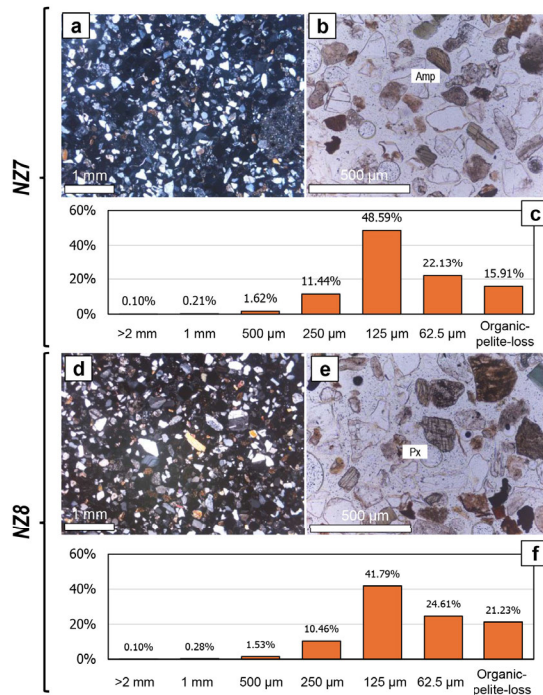 a
b
Amp
1 mm
500 µm
NZ7
c
60%
40%
20%
0%
0.10%
0.21%
1.62%
11.44%
48.59%
22.13%
15.91%
>2 mm
1 mm
500 µm
250 µm
125 µm
62.5 µm
Organic-
pelite-loss
d
e
Px
1 mm
500 µm
NZ8
f
60%
40%
20%
0%
0.10%
0.28%
1.53%
10.46%
41.79%
24.61%
21.23%
>2 mm
1 mm
500 µm
250 µm
125 µm
62.5 µm
Organic-
pelite-loss